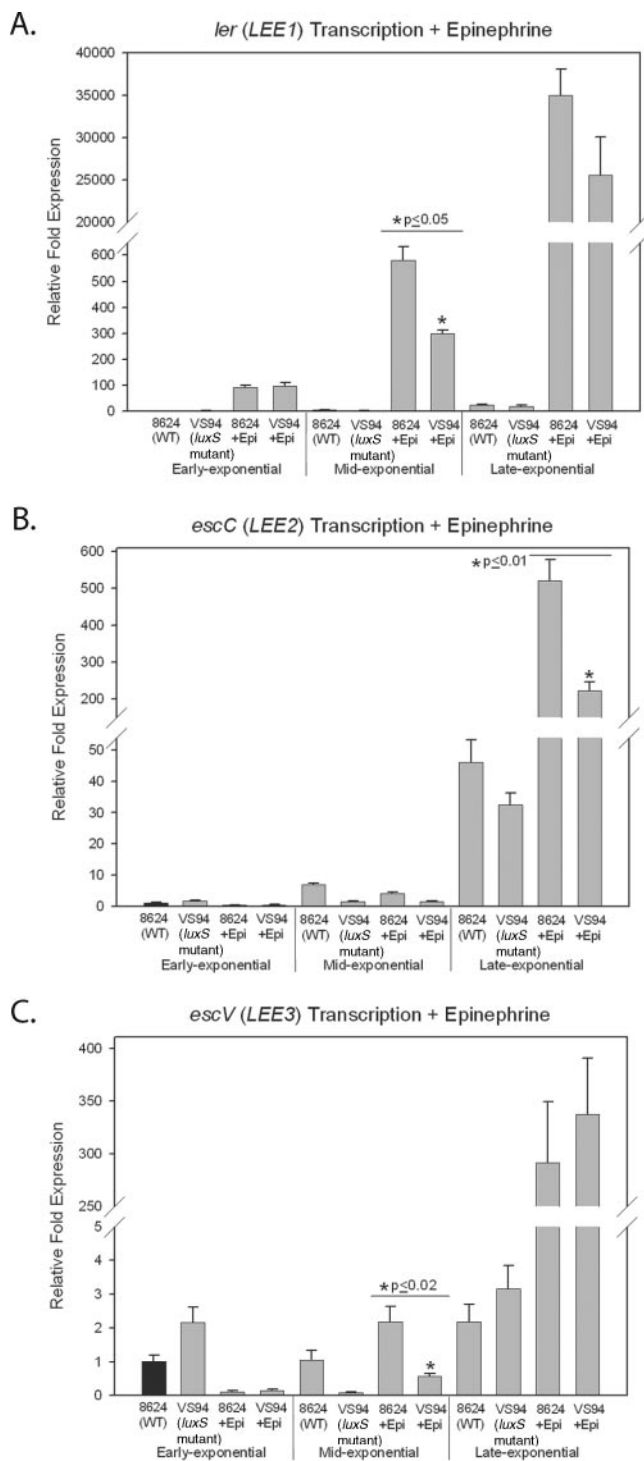 A.
ler (LEE1) Transcription + Epinephrine
Relative Fold Expression
40000
35000
30000
25000
20000
600
500
400
300
200
100
0
*p≤0.05
*
8624 (WT)
VS94 (luxS mutant)
8624 +Epi
VS94 +Epi
8624 (WT)
VS94 (luxS mutant)
8624 +Epi
VS94 +Epi
8624 (WT)
VS94 (luxS mutant)
8624 +Epi
VS94 +Epi
Early-exponential
Mid-exponential
Late-exponential
B.
escC (LEE2) Transcription + Epinephrine
Relative Fold Expression
600
500
400
300
200
50
40
30
20
10
0
*p≤0.01
*
8624 (WT)
VS94 (luxS mutant)
8624 +Epi
VS94 +Epi
8624 (WT)
VS94 (luxS mutant)
8624 +Epi
VS94 +Epi
8624 (WT)
VS94 (luxS mutant)
8624 +Epi
VS94 +Epi
Early-exponential
Mid-exponential
Late-exponential
C.
escV (LEE3) Transcription + Epinephrine
Relative Fold Expression
400
350
300
250
5
4
3
2
1
0
*p≤0.02
*
8624 (WT)
VS94 (luxS mutant)
8624 +Epi
VS94 +Epi
8624 (WT)
VS94 (luxS mutant)
8624 +Epi
VS94 +Epi
8624 (WT)
VS94 (luxS mutant)
8624 +Epi
VS94 +Epi
Early-exponential
Mid-exponential
Late-exponential